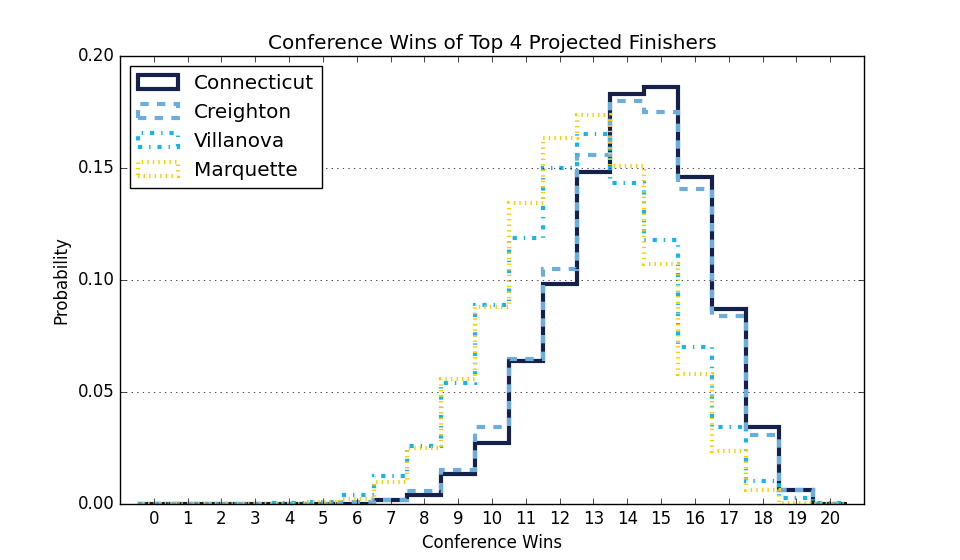 Conference Wins of Top 4 Projected Finishers
0.20
0.15
0.10
0.05
0.00
Probability
Connecticut
Creighton
Villanova
Marquette
0 1 2 3 4 5 6 7 8 9 10 11 12 13 14 15 16 17 18 19 20
Conference Wins